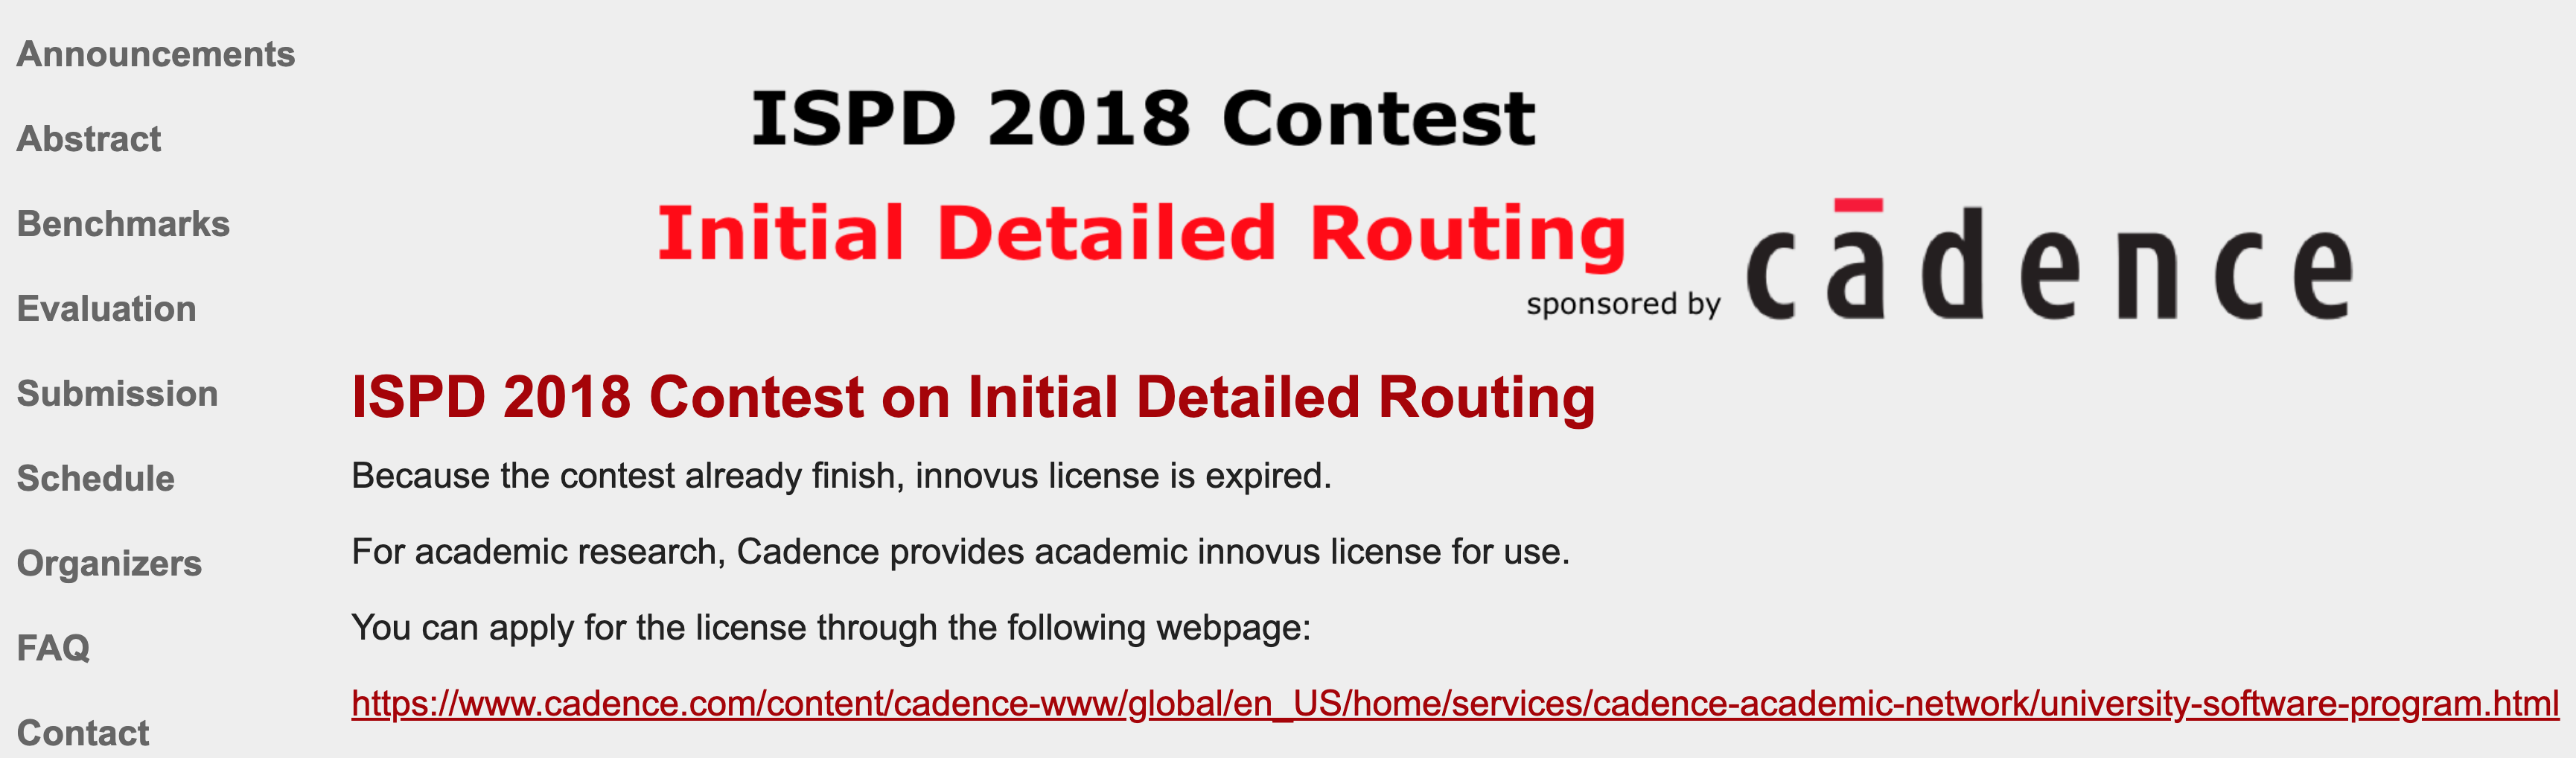 Announcements
Abstract
Benchmarks
Evaluation
Submission
Schedule
Organizers
FAQ
Contact
ISPD 2018 Contest
Initial Detailed Routing
sponsored by cādence
ISPD 2018 Contest on Initial Detailed Routing
Because the contest already finish, innovus license is expired.
For academic research, Cadence provides academic innovus license for use.
You can apply for the license through the following webpage:
https://www.cadence.com/content/cadence-www/global/en_US/home/services/cadence-academic-network/university-software-program.html